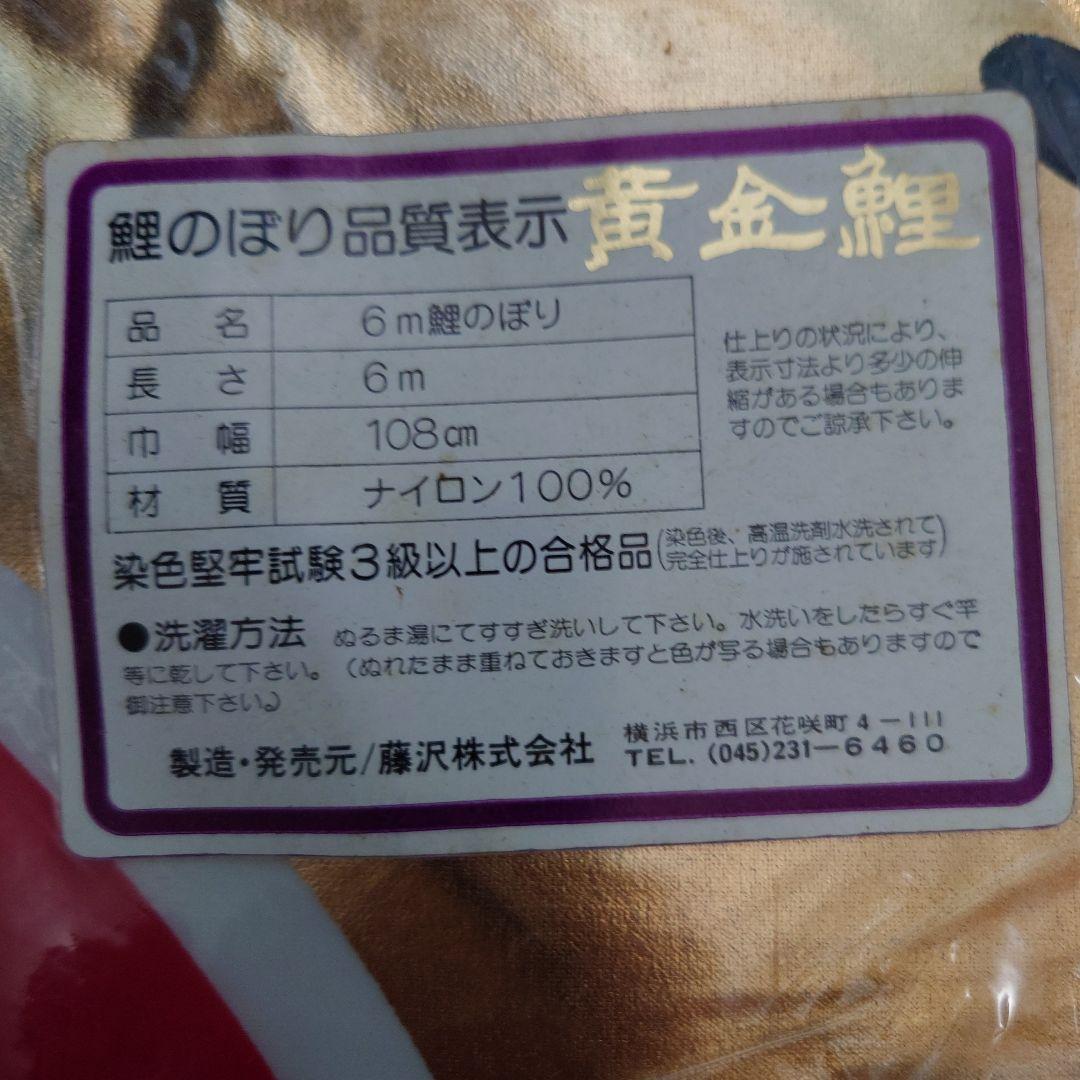 鯉のぼり品質表示 黄金鯉
品名 6m鯉のぼり
長さ 6m
巾幅 108㎝
材質 ナイロン100%
仕上りの状況により、
表示寸法より多少の伸
縮がある場合もありま
すのでご諒承下さい。
染色堅牢試験3級以上の合格品(染色後、高温洗剤水洗されて
完全仕上りが施されています)
●洗濯方法 ぬるま湯にてすすぎ洗いして下さい。水洗いをしたらすぐ竿
等に乾して下さい。(ぬれたまま重ねておきますと色が写る場合もありますので
御注意下さい。)
製造・発売元/藤沢株式会社
横浜市西区花咲町4-111
TEL. (045)231-6460